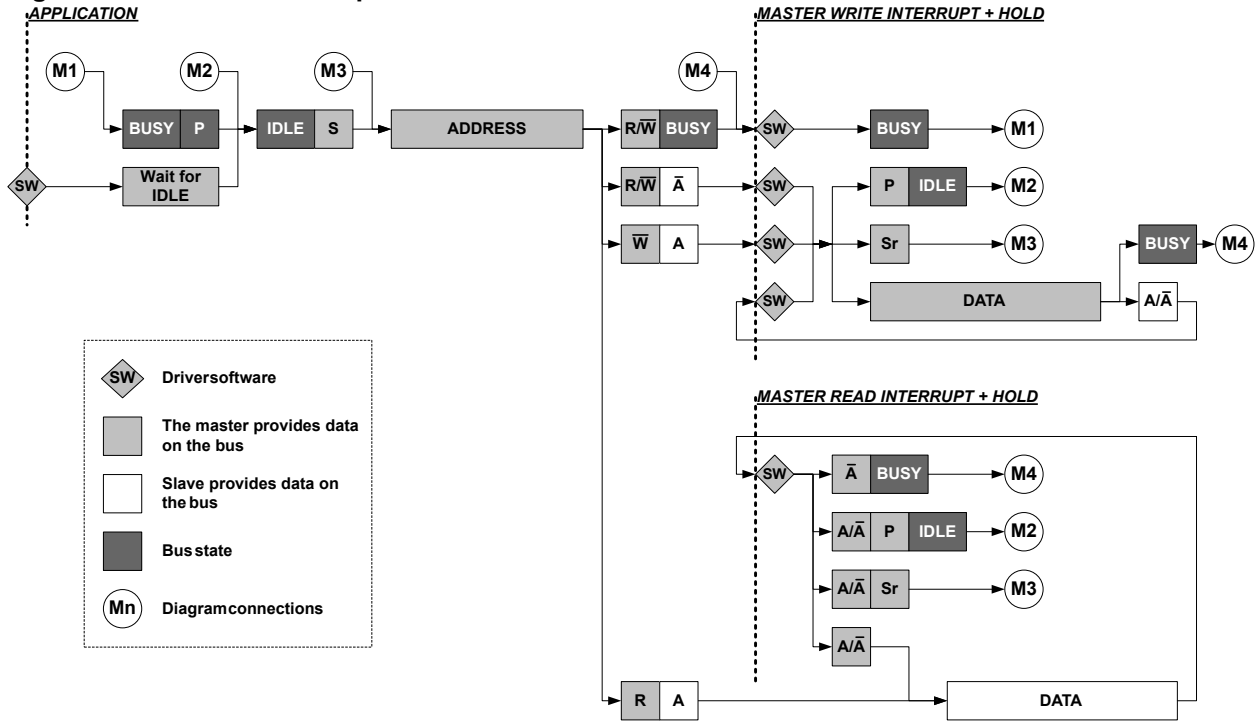 APPLICATION
MASTER WRITE INTERRUPT + HOLD
M1
M2
M3
M4
BUSY P
IDLE S
ADDRESS
R/W̅ BUSY
SW
BUSY
M1
SW
Wait for
IDLE
R/W̅ A̅
SW
P IDLE
M2
W̅ A
SW
Sr
M3
BUSY
M4
SW
DATA
A/A̅
SW
Driver software
The master provides data
on the bus
Slave provides data on
the bus
Bus state
Mn
Diagram connections
MASTER READ INTERRUPT + HOLD
SW
A̅ BUSY
M4
A/A̅ P IDLE
M2
A/A̅ Sr
M3
A/A̅
R A
DATA